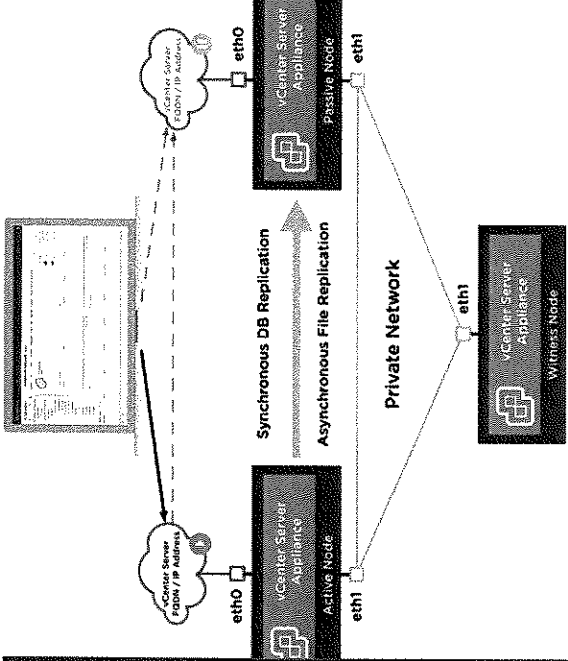 vCenter Server
FQDN / IP Address
vCenter Server
FQDN / IP Address
eth0
eth0
vCenter Server
Appliance
Active Node
Synchronous DB Replication
Asynchronous File Replication
vCenter Server
Appliance
Passive Node
eth1
eth1
Private Network
eth1
vCenter Server
Appliance
Witness Node